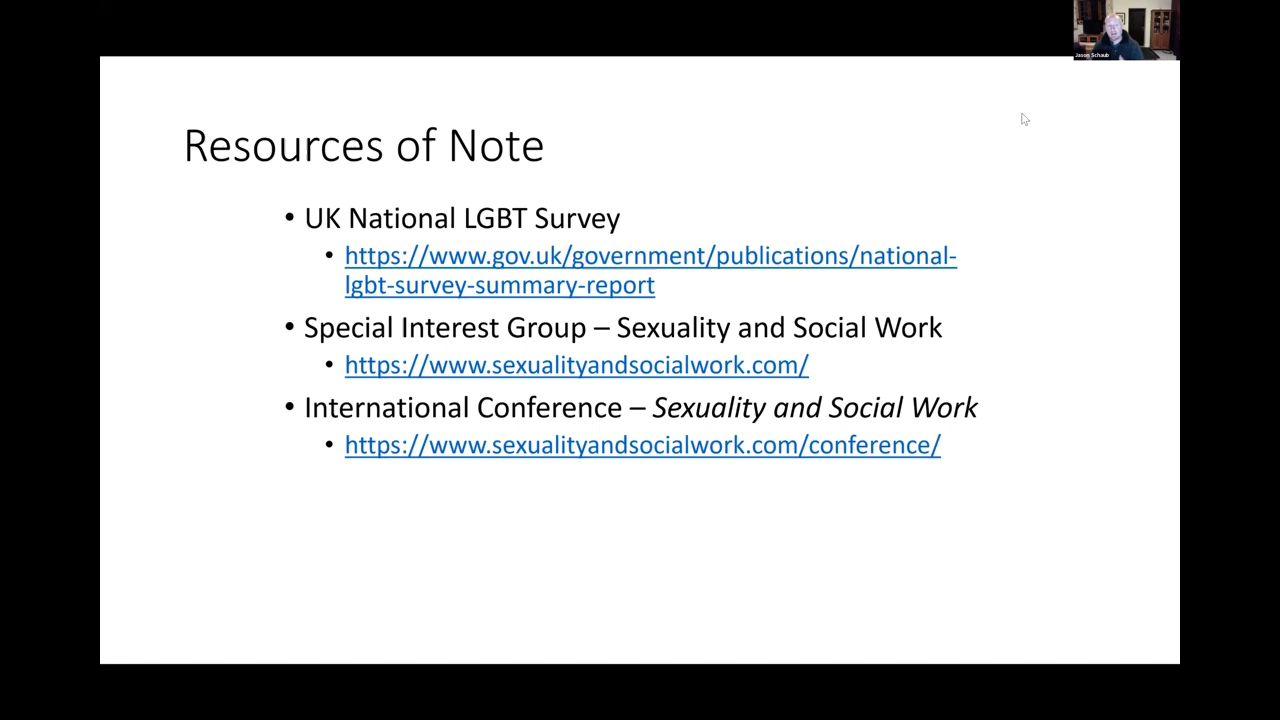 Jason Schaub
Resources of Note
• UK National LGBT Survey
• https://www.gov.uk/government/publications/national-
lgbt-survey-summary-report
• Special Interest Group – Sexuality and Social Work
• https://www.sexualityandsocialwork.com/
• International Conference – Sexuality and Social Work
• https://www.sexualityandsocialwork.com/conference/